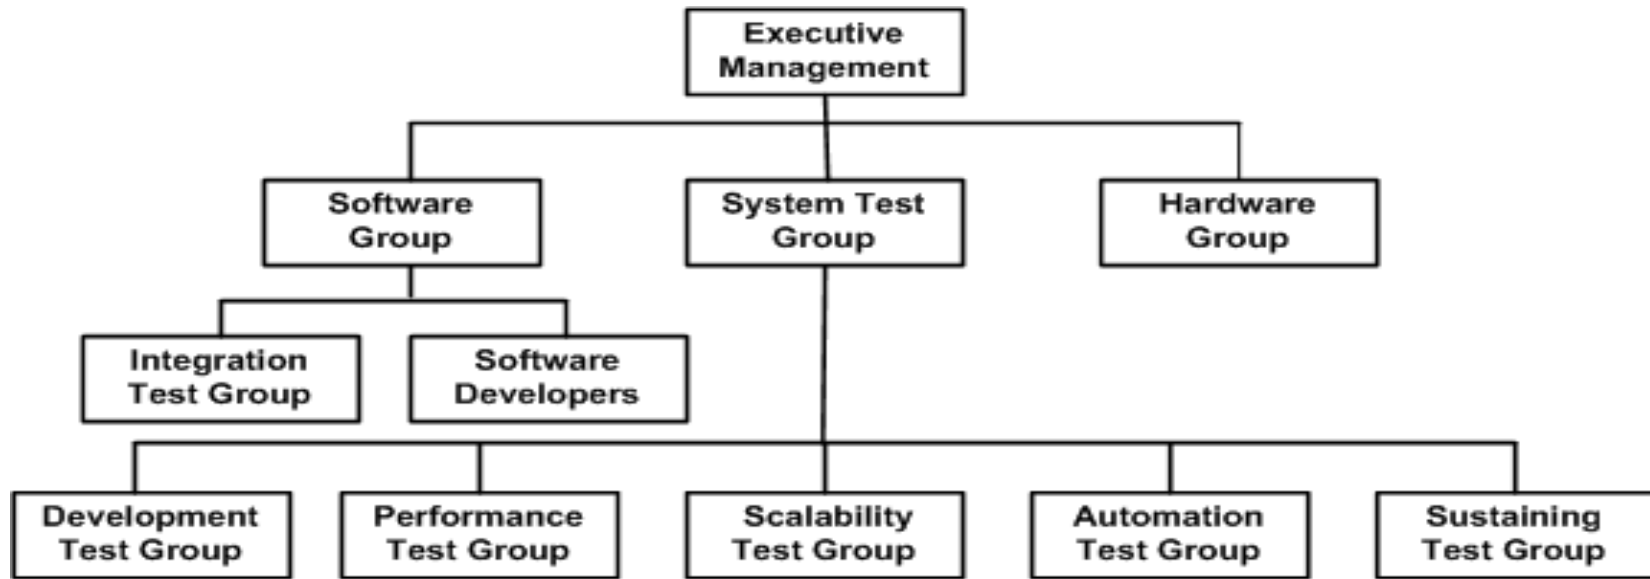 Executive
Management
Software
Group
System Test
Group
Hardware
Group
Integration
Test Group
Software
Developers
Development
Test Group
Performance
Test Group
Scalability
Test Group
Automation
Test Group
Sustaining
Test Group